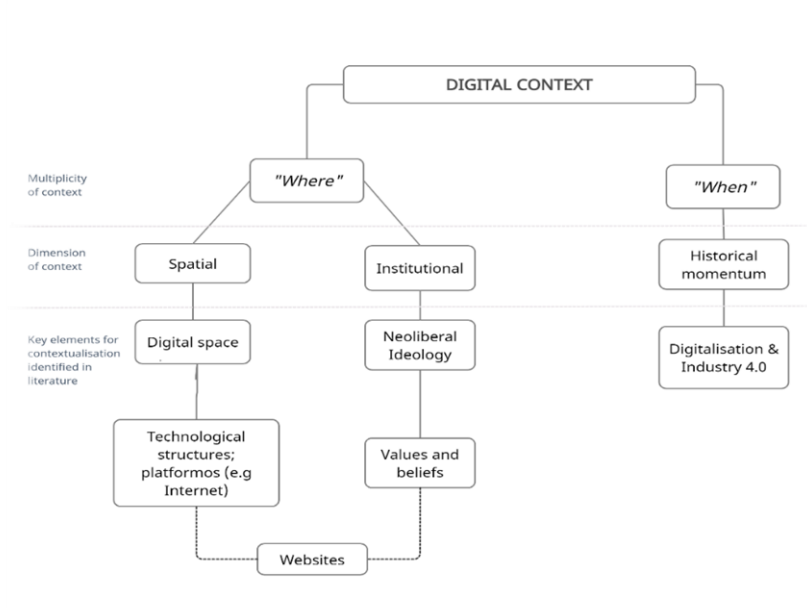 DIGITAL CONTEXT
Multiplicity
of context
"Where"
"When"
Dimension
of context
Spatial
Institutional
Historical
momentum
Key elements for
contextualisation
identified in
literature
Digital space
Neoliberal
Ideology
Digitalisation &
Industry 4.0
Technological
structures;
platformos (e.g
Internet)
Values and
beliefs
Websites